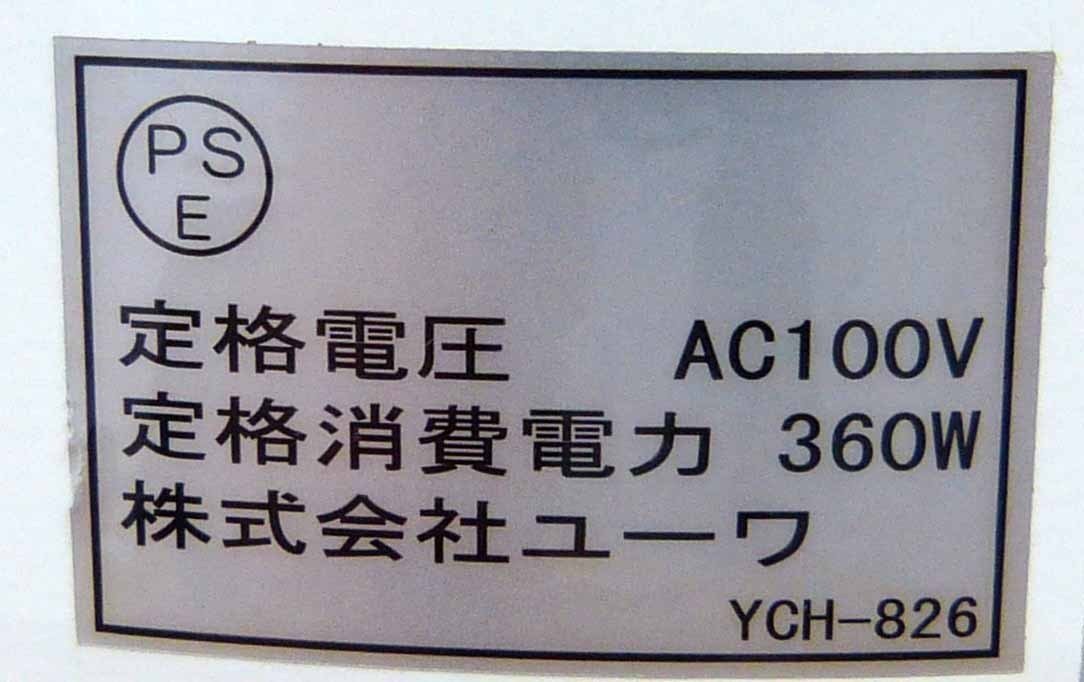 PS
E
定格電圧 AC100V
定格消費電力 360W
株式会社ユーワ
YCH-826